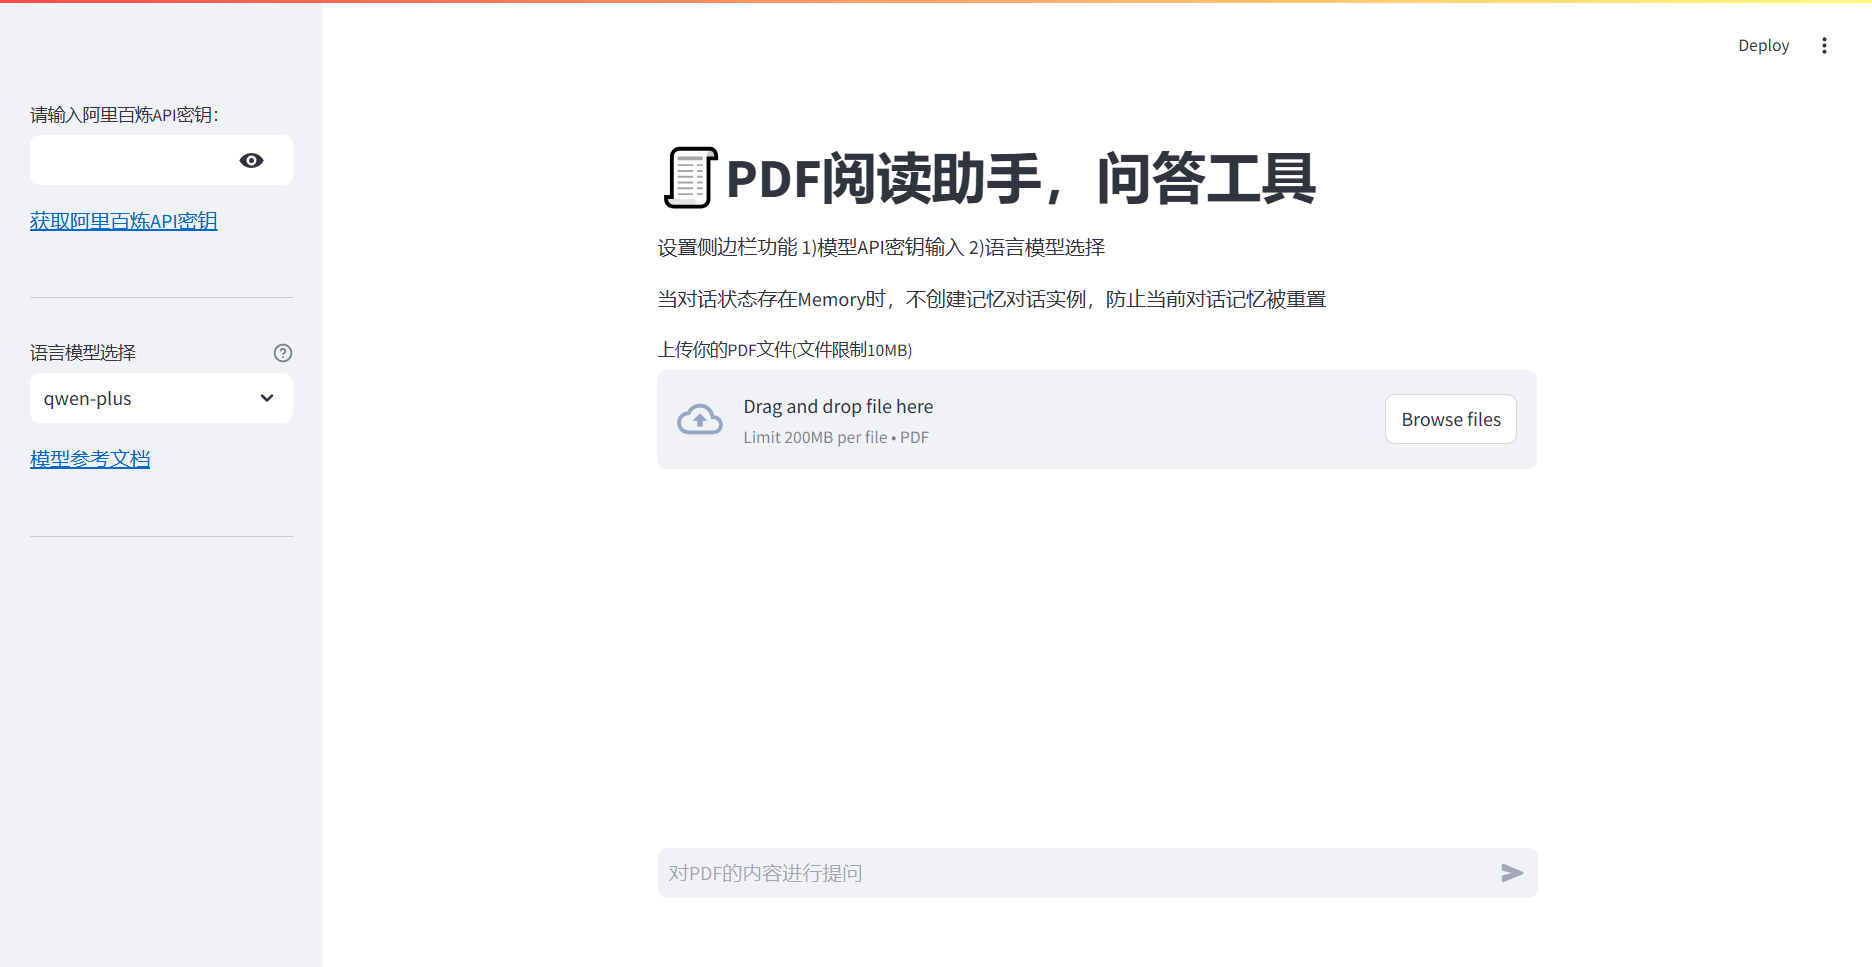 Deploy
请输入阿里百炼API密钥：
获取阿里百炼API密钥
语言模型选择
qwen-plus
模型参考文档
PDF阅读助手，问答工具
设置侧边栏功能 1)模型API密钥输入 2)语言模型选择
当对话状态存在Memory时，不创建记忆对话实例，防止当前对话记忆被重置
上传你的PDF文件(文件限制10MB)
Drag and drop file here
Limit 200MB per file • PDF
Browse files
对PDF的内容进行提问